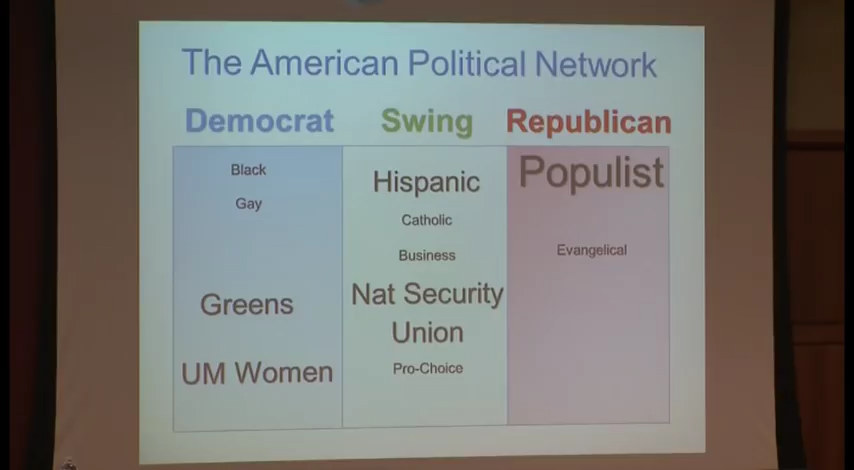 The American Political Network
Democrat
Swing
Republican
Black
Gay
Greens
UM Women
Hispanic
Catholic
Business
Nat Security
Union
Pro-Choice
Populist
Evangelical